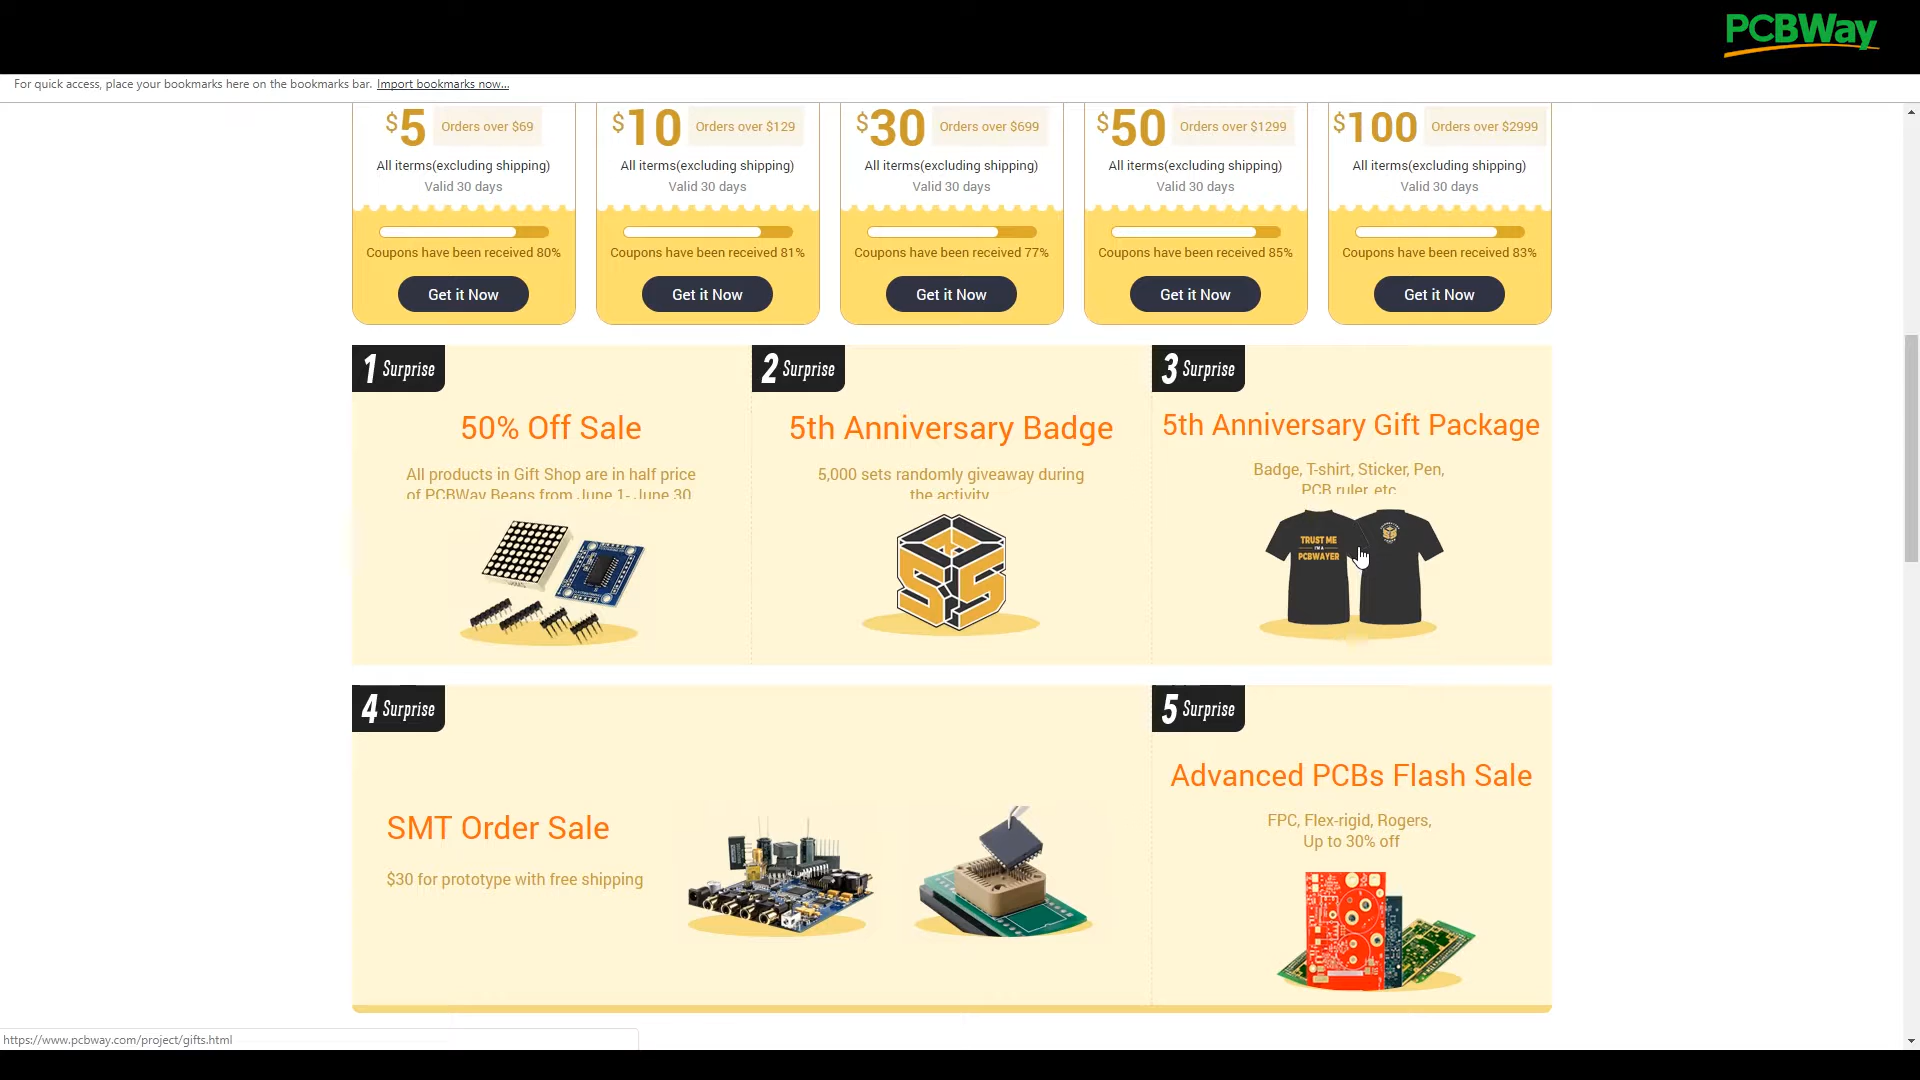 PCBWay
For quick access, place your bookmarks here on the bookmarks bar. Import bookmarks now...
$5 Orders over $69
All iterms(excluding shipping)
Valid 30 days
Coupons have been received 80%
Get it Now
$10 Orders over $129
All iterms(excluding shipping)
Valid 30 days
Coupons have been received 81%
Get it Now
$30 Orders over $699
All iterms(excluding shipping)
Valid 30 days
Coupons have been received 77%
Get it Now
$50 Orders over $1299
All iterms(excluding shipping)
Valid 30 days
Coupons have been received 85%
Get it Now
$100 Orders over $2999
All iterms(excluding shipping)
Valid 30 days
Coupons have been received 83%
Get it Now
1 Surprise
50% Off Sale
All products in Gift Shop are in half price
of PCBWay Beans from June 1- June 30
2 Surprise
5th Anniversary Badge
5,000 sets randomly giveaway during
the activity
3 Surprise
5th Anniversary Gift Package
Badge, T-shirt, Sticker, Pen,
PCB ruler, etc
TRUST ME
I'M A
PCBWAYER
4 Surprise
SMT Order Sale
$30 for prototype with free shipping
5 Surprise
Advanced PCBs Flash Sale
FPC, Flex-rigid, Rogers,
Up to 30% off
https://www.pcbway.com/project/gifts.html